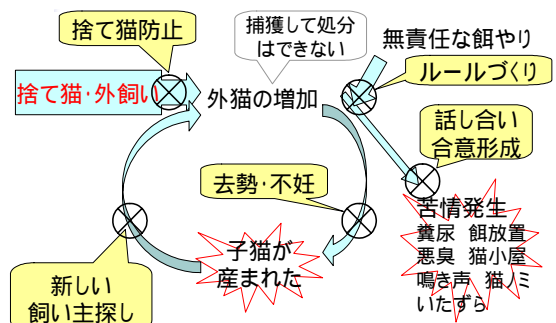 捨て猫防止
捕獲して処分
はできない
無責任な餌やり
ルールづくり
捨て猫・外飼い
外猫の増加
話し合い
合意形成
去勢・不妊
苦情発生
糞尿 餌放置
悪臭 猫小屋
鳴き声 猫ノミ
いたずら
子猫が
産まれた
新しい
飼い主探し